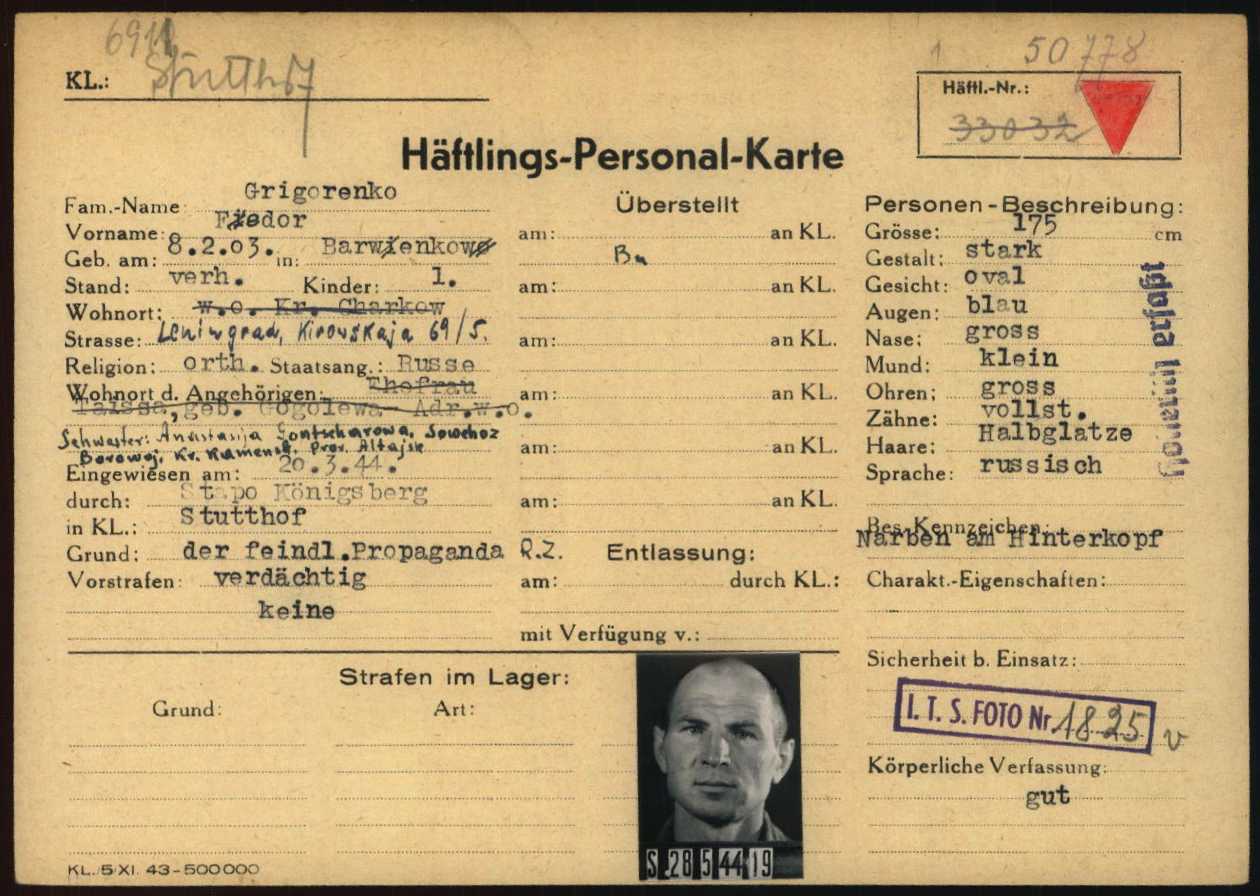 6911
KL.: Stutthof
50778
Häftl.-Nr.:
33032
Häftlings-Personal-Karte
Fam.-Name: Grigorenko
Vorname: Fiedor
Geb. am: 8.2.03. in: Barwienkowo
Stand: verh. Kinder: 1.
Wohnort: w.o. Kr. Charkow
Strasse: Leningrad, Kirowskaja 69/5.
Religion: orth. Staatsang.: Russe
Wohnort d. Angehörigen: Ehefrau
Taissa, geb. Gogolewa Adr.w.o.
Schwester: Anastasija Gontscharowa, Sowchoz
Borowoj, Kr. Kamensk, Prov. Altajsk
Eingewiesen am: 20.3.44.
durch: Stapo Königsberg
in KL.: Stutthof
Grund: der feindl.Propaganda R.Z.
Vorstrafen: verdächtig
keine
Überstellt
am: an KL.
Bu
am: an KL.
am: an KL.
am: an KL.
am: an KL.
am: an KL.
am: an KL.
Entlassung:
am: durch KL.:
mit Verfügung v.:
Personen-Beschreibung:
Grösse: 175 cm
Gestalt: stark
Gesicht: oval
Augen: blau
Nase: gross
Mund: klein
Ohren: gross
Zähne: vollst.
Haare: Halbglatze
Sprache: russisch
Bes. Kennzeichen:
Narben am Hinterkopf
Charakt.-Eigenschaften:
Sicherheit b. Einsatz:
I.T.S. FOTO Nr. 1825
v
Körperliche Verfassung:
gut
Strafen im Lager:
Grund: Art:
S 28 5 44 19
KL./5/XI. 43-500000